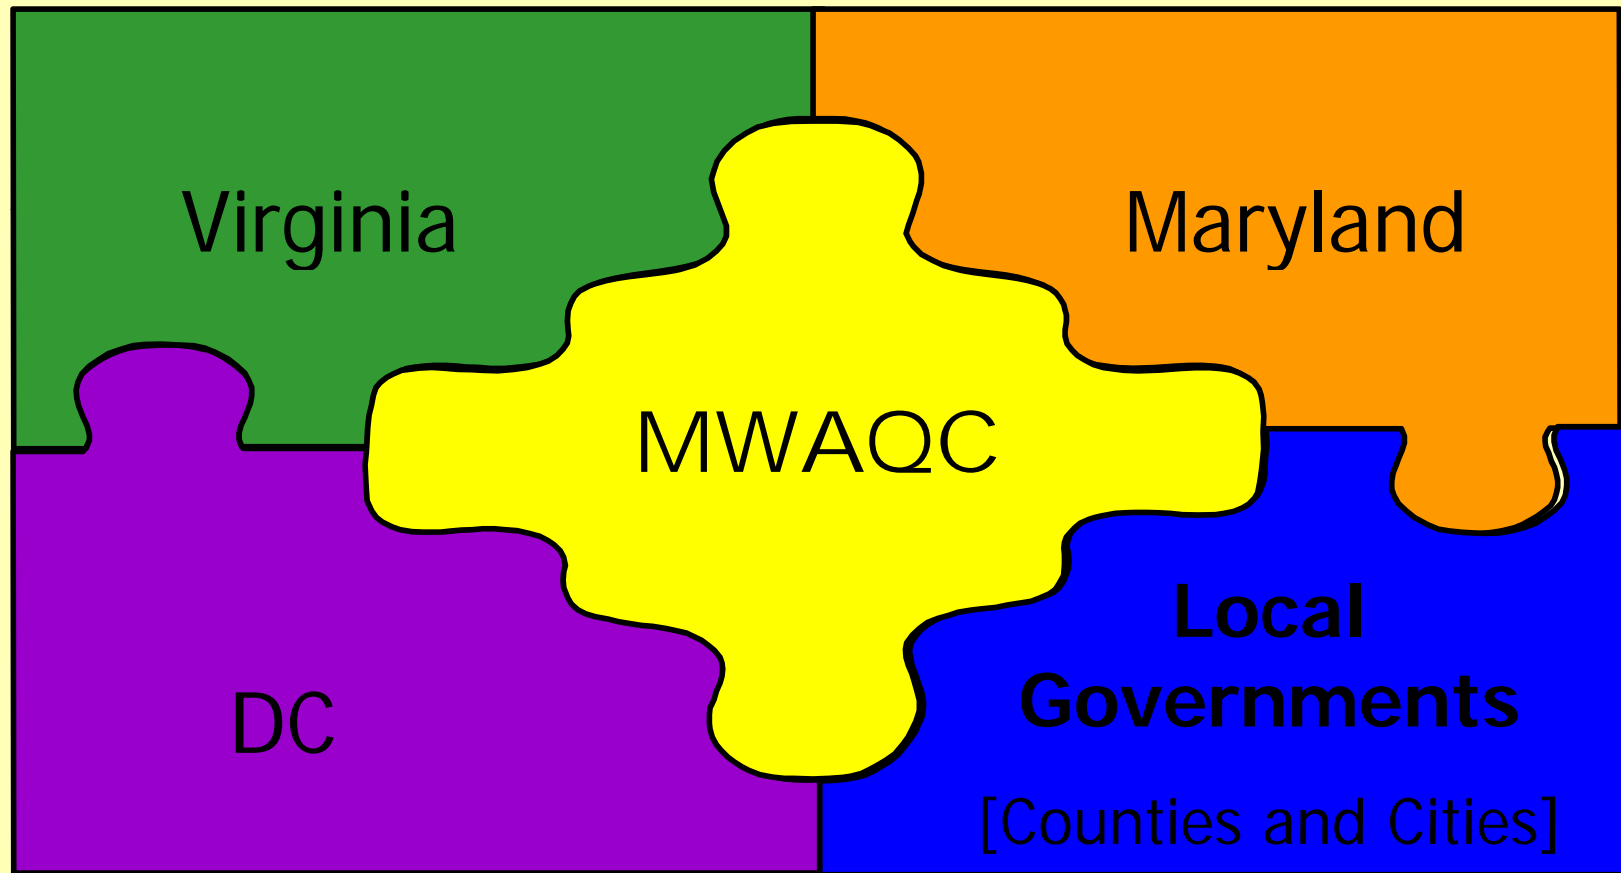 Virginia
Maryland
MWAQC
DC
Local
Governments
[Counties and Cities]